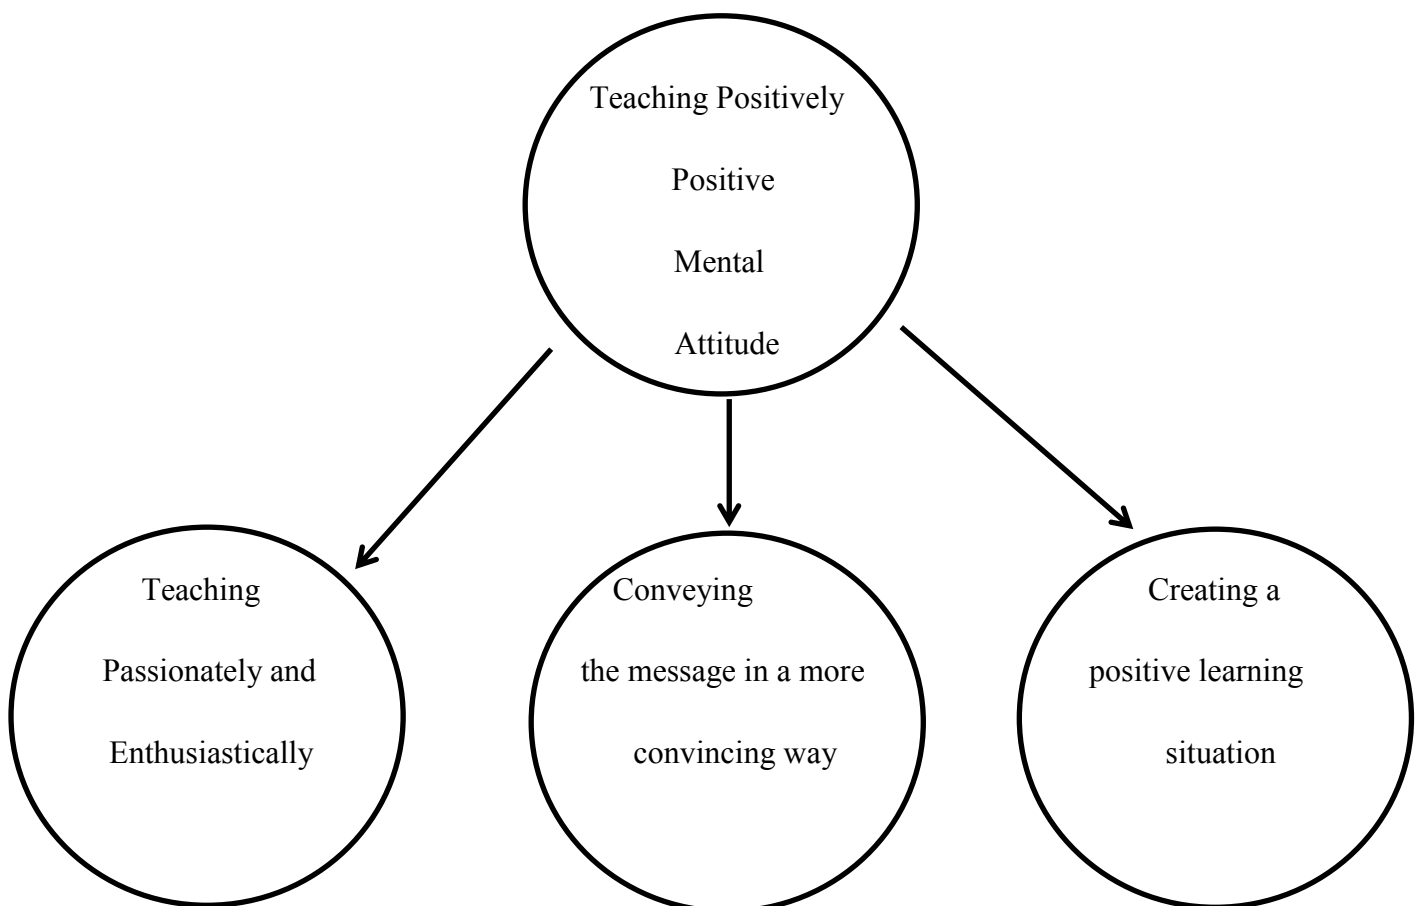 Teaching Positively
Positive
Mental
Attitude
Teaching
Passionately and
Enthusiastically
Conveying
the message in a more
convincing way
Creating a
positive learning
situation